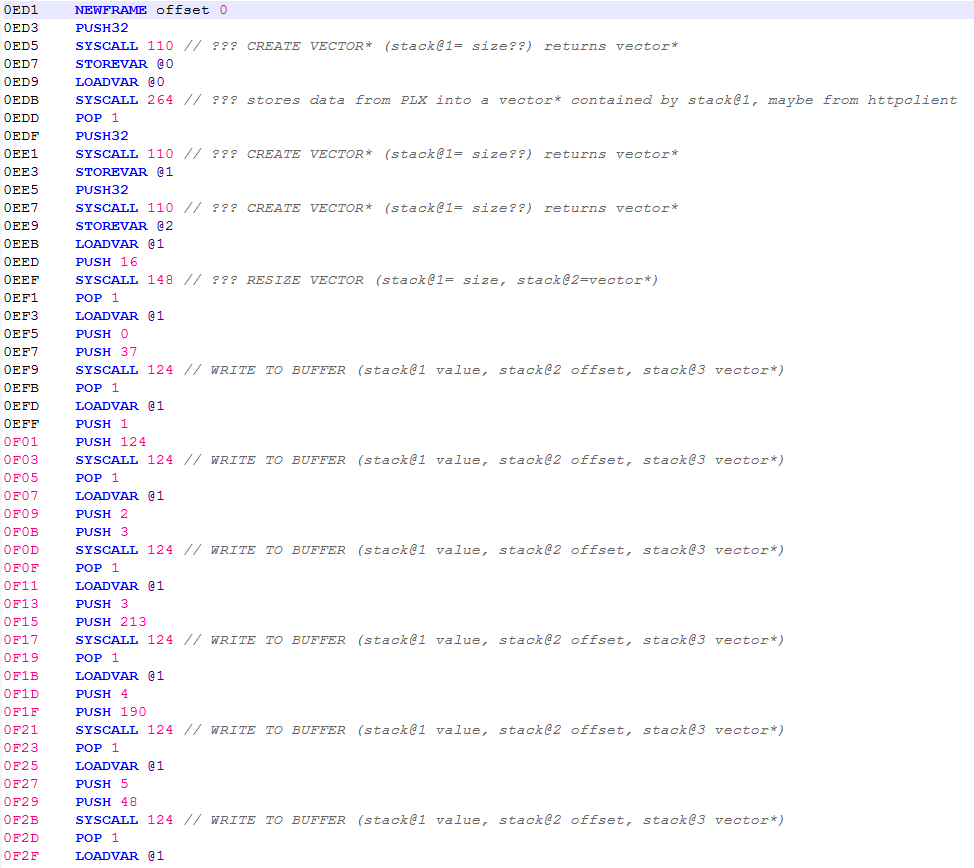 0ED1 NEWFRAME offset 0
0ED3 PUSH32
0ED5 SYSCALL 110 // ??? CREATE VECTOR* (stack@1= size??) returns vector*
0ED7 STOREVAR @0
0ED9 LOADVAR @0
0EDB SYSCALL 264 // ??? stores data from PLX into a vector* contained by stack@1, maybe from httpclient
0EDD POP 1
0EDF PUSH32
0EE1 SYSCALL 110 // ??? CREATE VECTOR* (stack@1= size??) returns vector*
0EE3 STOREVAR @1
0EE5 PUSH32
0EE7 SYSCALL 110 // ??? CREATE VECTOR* (stack@1= size??) returns vector*
0EE9 STOREVAR @2
0EEB LOADVAR @1
0EED PUSH 16
0EEF SYSCALL 148 // ??? RESIZE VECTOR (stack@1= size, stack@2=vector*)
0EF1 POP 1
0EF3 LOADVAR @1
0EF5 PUSH 0
0EF7 PUSH 37
0EF9 SYSCALL 124 // WRITE TO BUFFER (stack@1 value, stack@2 offset, stack@3 vector*)
0EFB POP 1
0EFD LOADVAR @1
0EFF PUSH 1
0F01 PUSH 124
0F03 SYSCALL 124 // WRITE TO BUFFER (stack@1 value, stack@2 offset, stack@3 vector*)
0F05 POP 1
0F07 LOADVAR @1
0F09 PUSH 2
0F0B PUSH 3
0F0D SYSCALL 124 // WRITE TO BUFFER (stack@1 value, stack@2 offset, stack@3 vector*)
0F0F POP 1
0F11 LOADVAR @1
0F13 PUSH 3
0F15 PUSH 213
0F17 SYSCALL 124 // WRITE TO BUFFER (stack@1 value, stack@2 offset, stack@3 vector*)
0F19 POP 1
0F1B LOADVAR @1
0F1D PUSH 4
0F1F PUSH 190
0F21 SYSCALL 124 // WRITE TO BUFFER (stack@1 value, stack@2 offset, stack@3 vector*)
0F23 POP 1
0F25 LOADVAR @1
0F27 PUSH 5
0F29 PUSH 48
0F2B SYSCALL 124 // WRITE TO BUFFER (stack@1 value, stack@2 offset, stack@3 vector*)
0F2D POP 1
0F2F LOADVAR @1